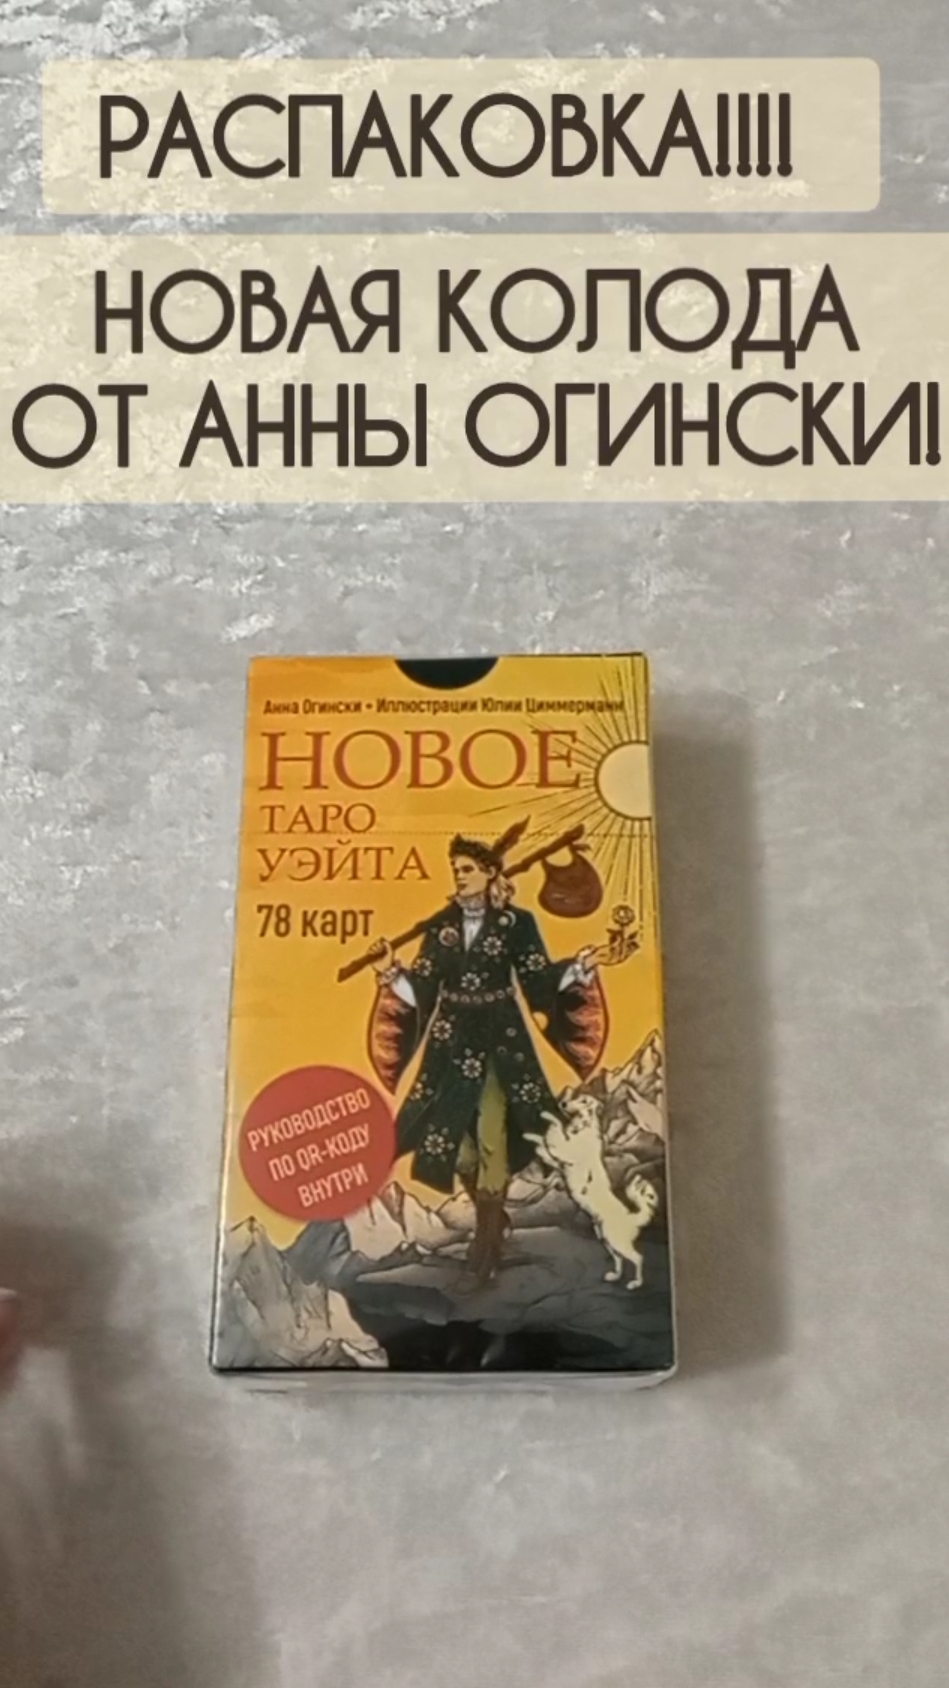 РАСПАКОВКА!!!!
НОВАЯ КОЛОДА
ОТ АННЫ ОГИНСКИ!
Анна Огински • Иллюстрации Юлии Циммерманн
НОВОЕ
ТАРО
УЭЙТА
78 карт
РУКОВОДСТВО
ПО QR-КОДУ
ВНУТРИ